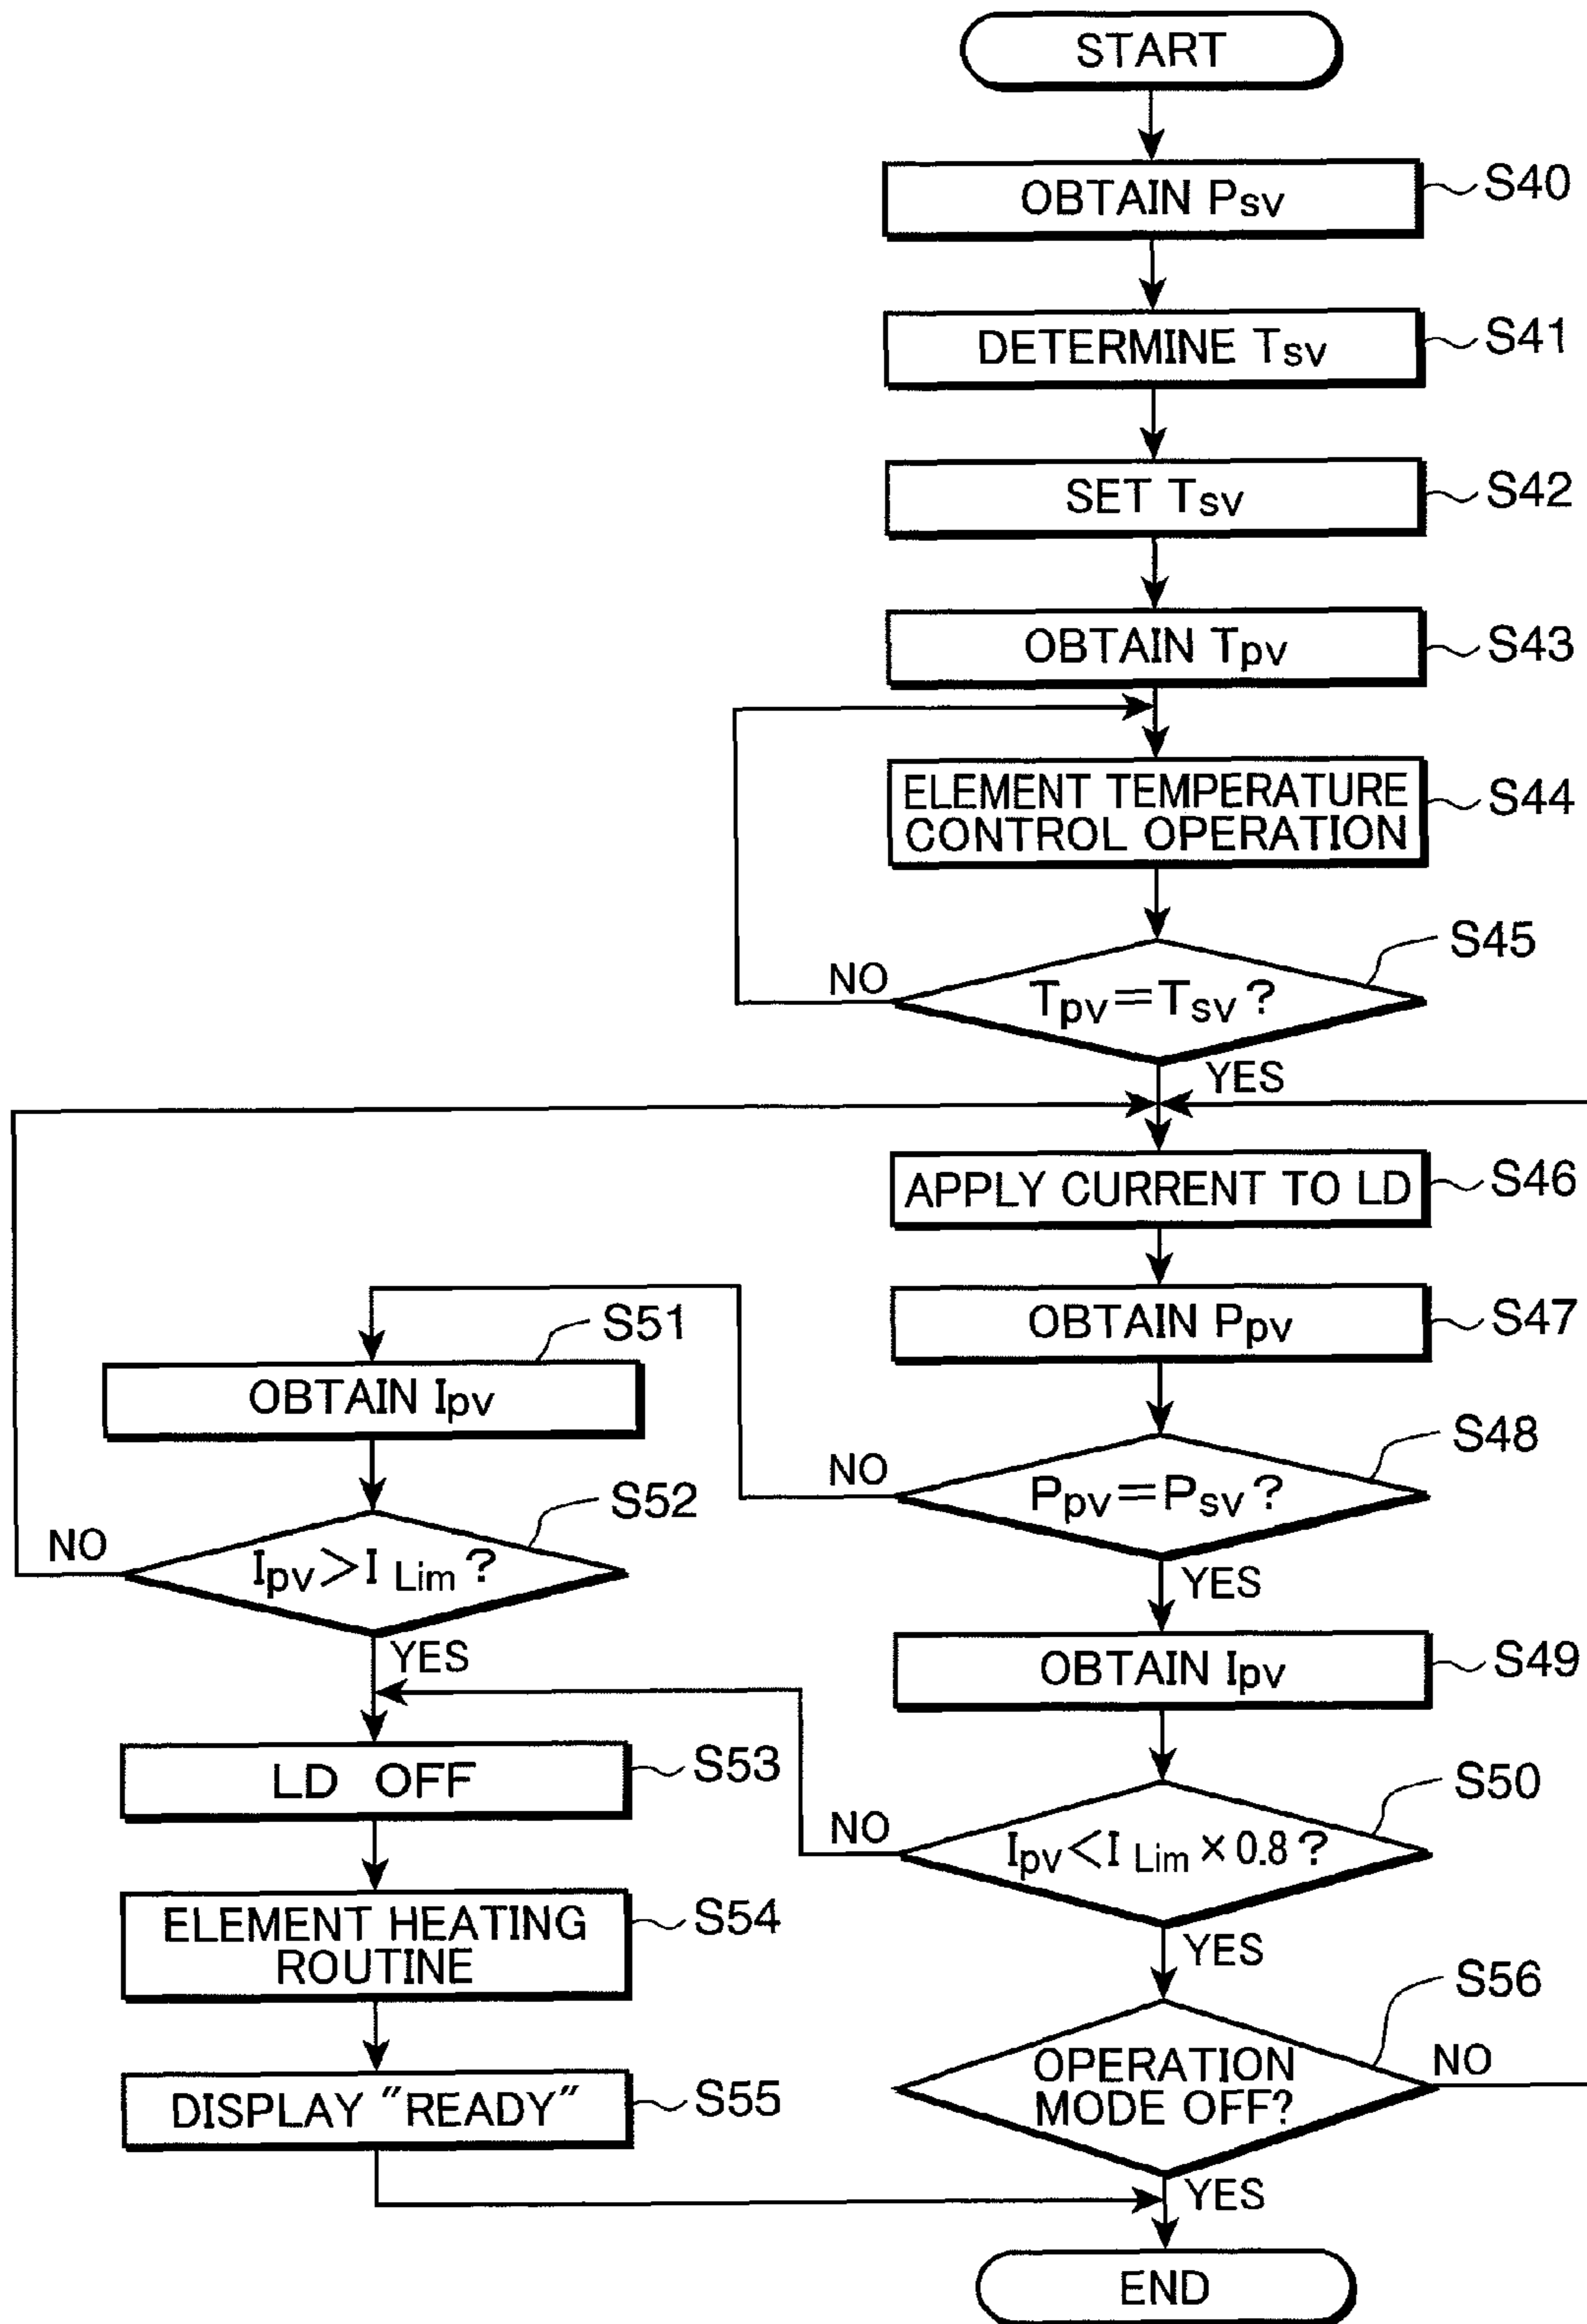 START
OBTAIN Psv
S40
DETERMINE Tsv
S41
SET Tsv
S42
OBTAIN Tpv
S43
ELEMENT TEMPERATURE
CONTROL OPERATION
S44
S45
NO
Tpv=Tsv?
YES
APPLY CURRENT TO LD
S46
OBTAIN Ppv
S47
S48
NO
Ppv=Psv?
YES
S51
OBTAIN Ipv
S52
NO
Ipv>I Lim?
YES
OBTAIN Ipv
S49
S50
NO
Ipv<I Lim×0.8?
YES
LD OFF
S53
ELEMENT HEATING
ROUTINE
S54
DISPLAY "READY"
S55
S56
OPERATION
MODE OFF?
NO
YES
END